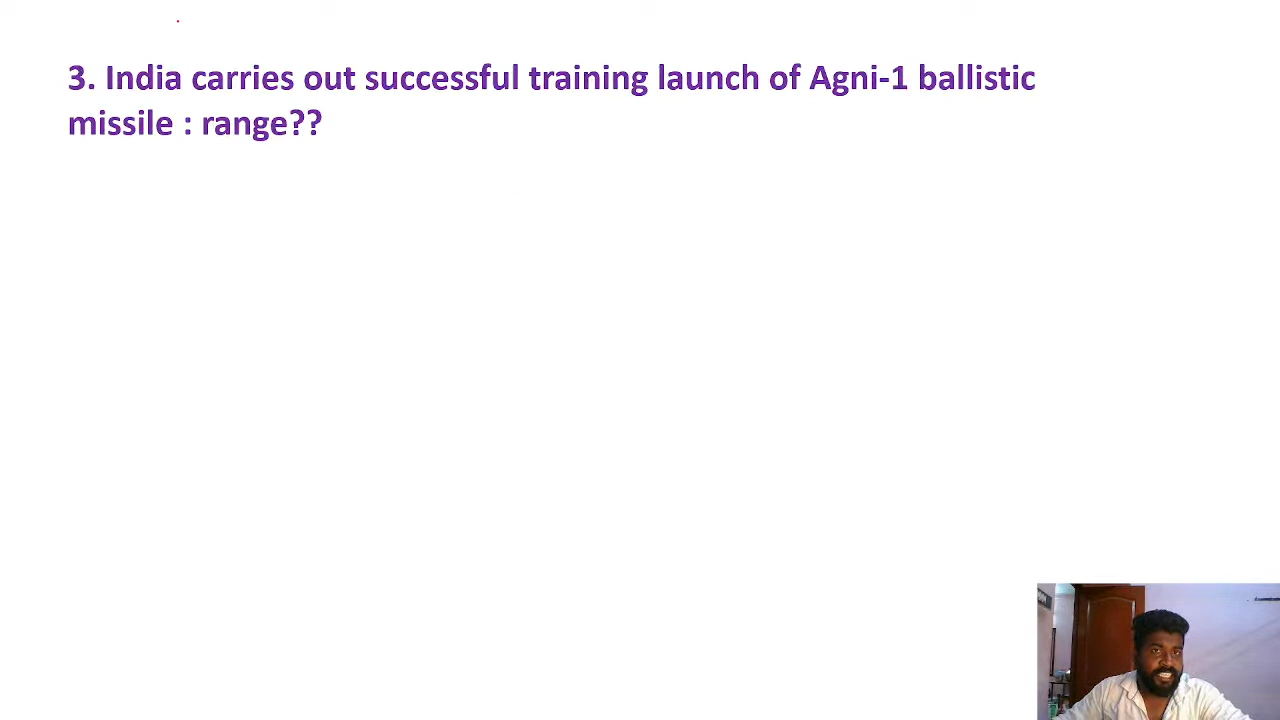 3. India carries out successful training launch of Agni-1 ballistic
missile : range??